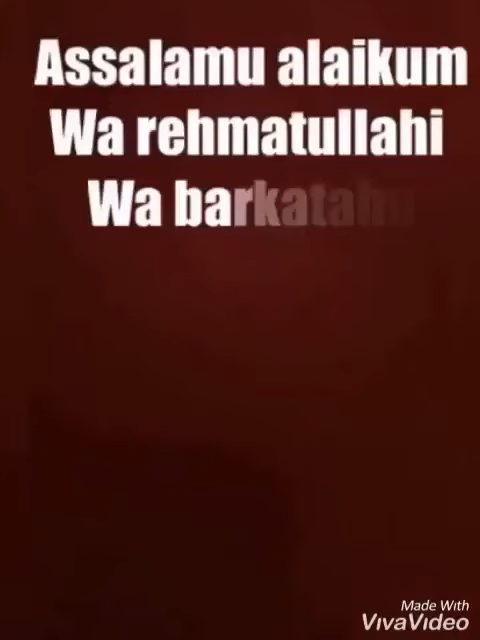 Assalamu alaikum
Wa rehmatullahi
Wa barkatahu
Made With
VivaVideo